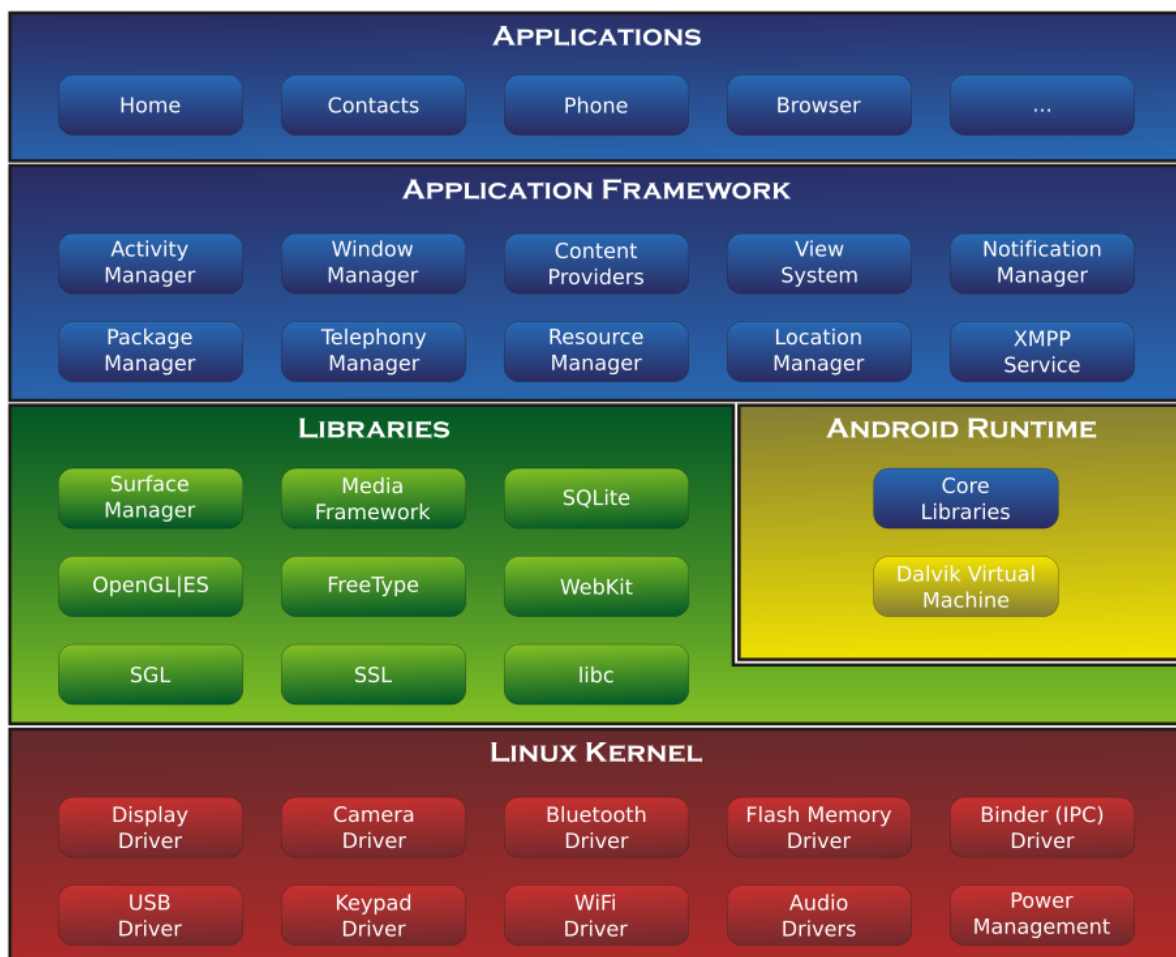 APPLICATIONS
Home
Contacts
Phone
Browser
...
APPLICATION FRAMEWORK
Activity
Manager
Window
Manager
Content
Providers
View
System
Notification
Manager
Package
Manager
Telephony
Manager
Resource
Manager
Location
Manager
XMPP
Service
LIBRARIES
Surface
Manager
Media
Framework
SQLite
OpenGL|ES
FreeType
WebKit
SGL
SSL
libc
ANDROID RUNTIME
Core
Libraries
Dalvik Virtual
Machine
LINUX KERNEL
Display
Driver
Camera
Driver
Bluetooth
Driver
Flash Memory
Driver
Binder (IPC)
Driver
USB
Driver
Keypad
Driver
WiFi
Driver
Audio
Drivers
Power
Management